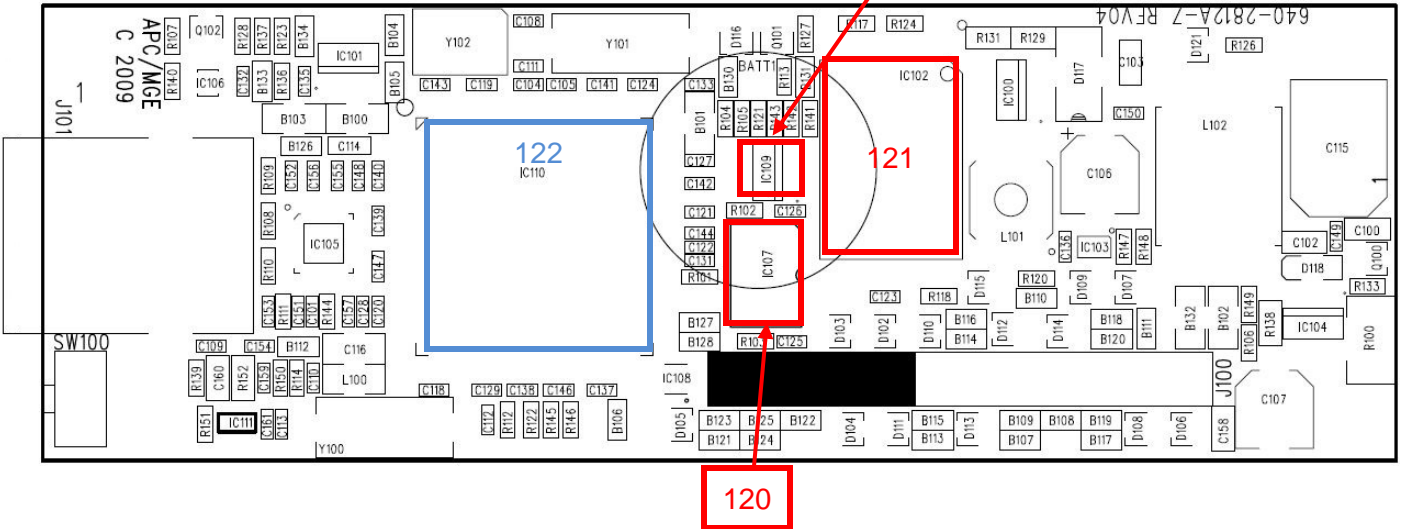 R107
Q102
R128
R137
R123
B134
IC101
B104
C108
Y102
Y101
D116
Q101
R127
R117
R124
640-2812A-7 REV04
R131
R129
D121
R126
APC/MGE
C 2009
R140
IC106
C132
B133
R136
C135
B105
C143
C119
C111
C104
C105
C141
C124
C133
B130
BATT1
R113
B131
IC102
IC100
D117
C103
C150
1
J101
B103
B100
B101
R104
R105
R121
R143
R142
R141
+
L102
C115
1
B126
C114
122
IC110
C127
IC109
121
C106
R109
C152
C156
C155
C148
C140
C142
R108
C139
C121
R102
C126
L101
IC105
C144
C122
C131
R101
IC107
C136
IC103
R147
R148
C102
C149
C100
Q100
R110
C147
D118
R133
D115
R120
B110
D109
D107
C153
R111
C151
C101
R144
C157
C128
C120
C123
R118
B132
B102
R149
R138
R106
IC104
R100
SW100
B127
B128
D103
D102
D110
B116
B114
D112
D114
B118
B120
B111
C109
C154
B112
C116
R103
C125
R139
C160
R152
C159
R150
R114
C110
L100
IC108
J100
C107
C118
C129
C138
C146
C137
R151
IC111
C161
C113
Y100
C112
R112
R122
R145
R146
B106
D105
B123
B125
B122
B121
B124
D104
D111
B115
B113
D113
B109
B108
B119
B107
B117
D108
D106
C158
120